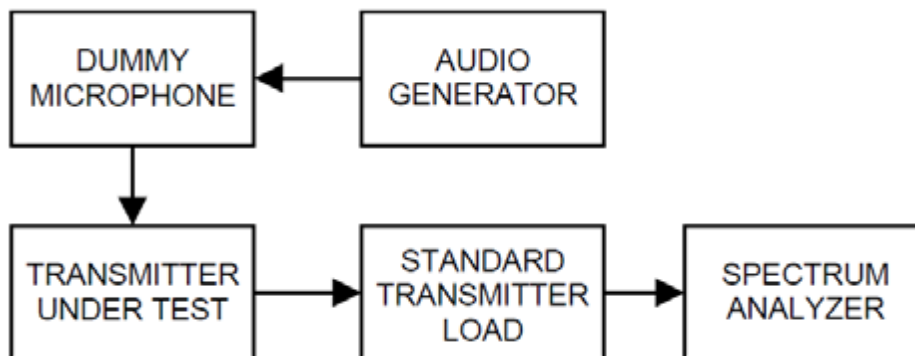 DUMMY
MICROPHONE
AUDIO
GENERATOR
TRANSMITTER
UNDER TEST
STANDARD
TRANSMITTER
LOAD
SPECTRUM
ANALYZER